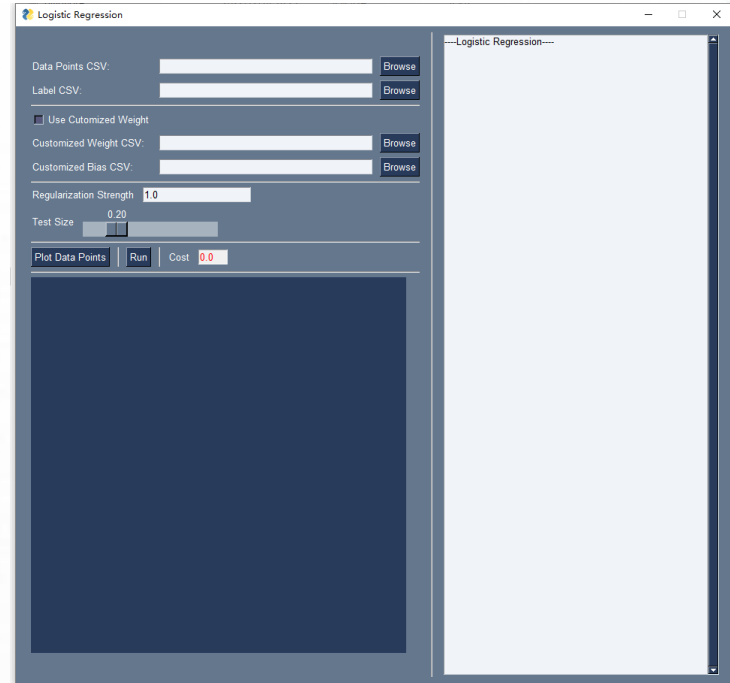 Logistic Regression
Data Points CSV:
Browse
Label CSV:
Browse
Use Cutomized Weight
Customized Weight CSV:
Browse
Customized Bias CSV:
Browse
Regularization Strength 1.0
0.20
Test Size
Plot Data Points Run Cost 0.0
----Logistic Regression----